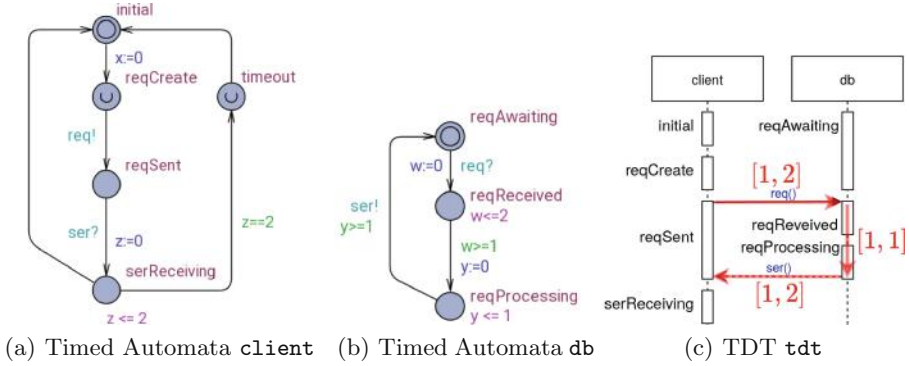 initial
x:=0
reqCreate
timeout
req!
reqSent
ser?
z:=0
z==2
serReceiving
z <= 2
(a) Timed Automata client
reqAwaiting
w:=0
req?
ser!
y>=1
reqReceived
w<=2
w>=1
y:=0
reqProcessing
y <= 1
(b) Timed Automata db
client
db
initial
reqAwaiting
reqCreate
[1, 2]
req()
reqSent
reqReveived
reqProcessing
[1, 1]
ser()
[1, 2]
serReceiving
(c) TDT tdt